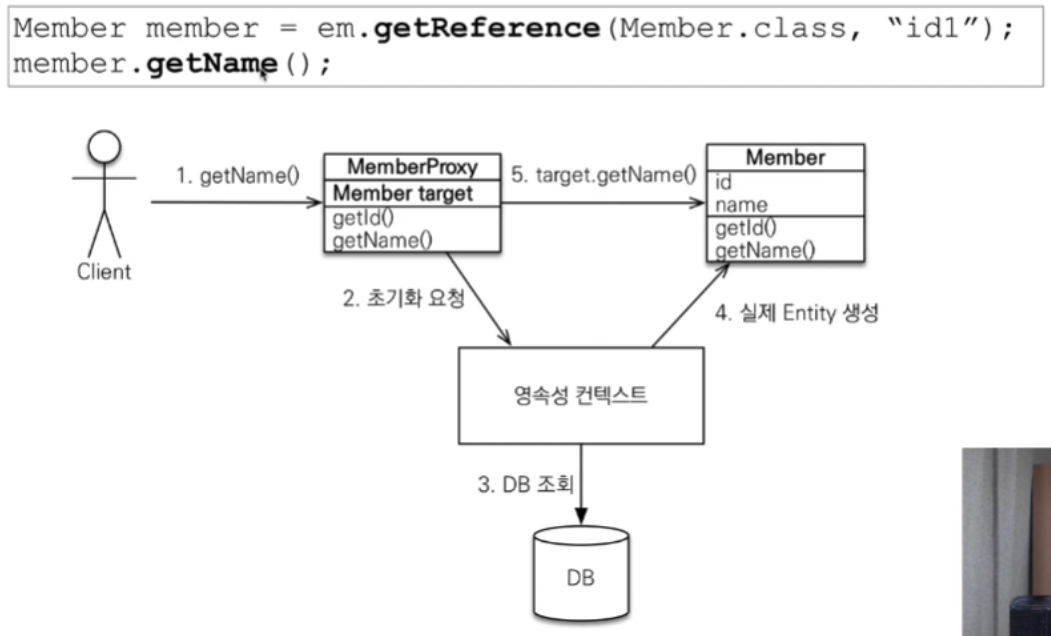 Member member = em.getReference(Member.class, “id1”);
member.getName();
1. getName()
MemberProxy
Member target
getId()
getName()
5. target.getName()
Member
id
name
getId()
getName()
Client
2. 초기화 요청
4. 실제 Entity 생성
영속성 컨텍스트
3. DB 조회
DB